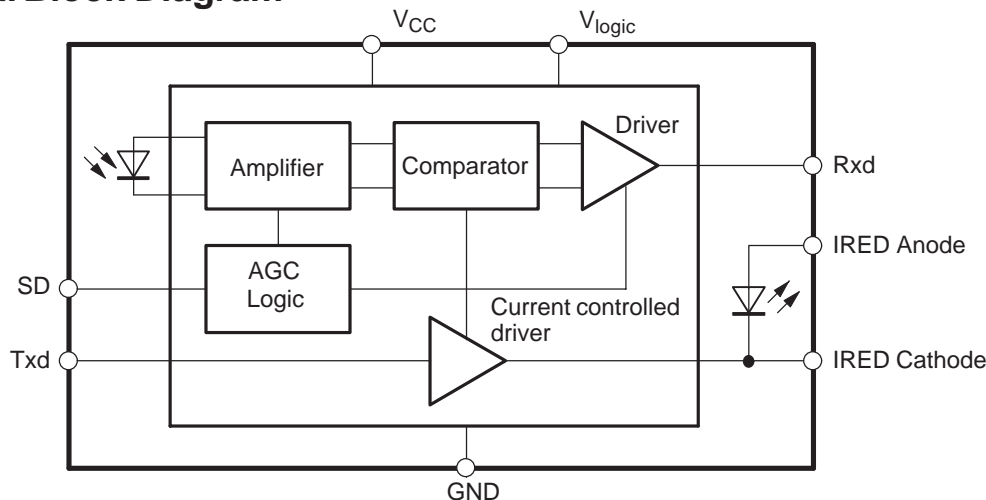 Block Diagram
VCC
Vlogic
Driver
Amplifier
Comparator
Rxd
IRED Anode
SD
AGC
Logic
Current controlled
driver
Txd
IRED Cathode
GND